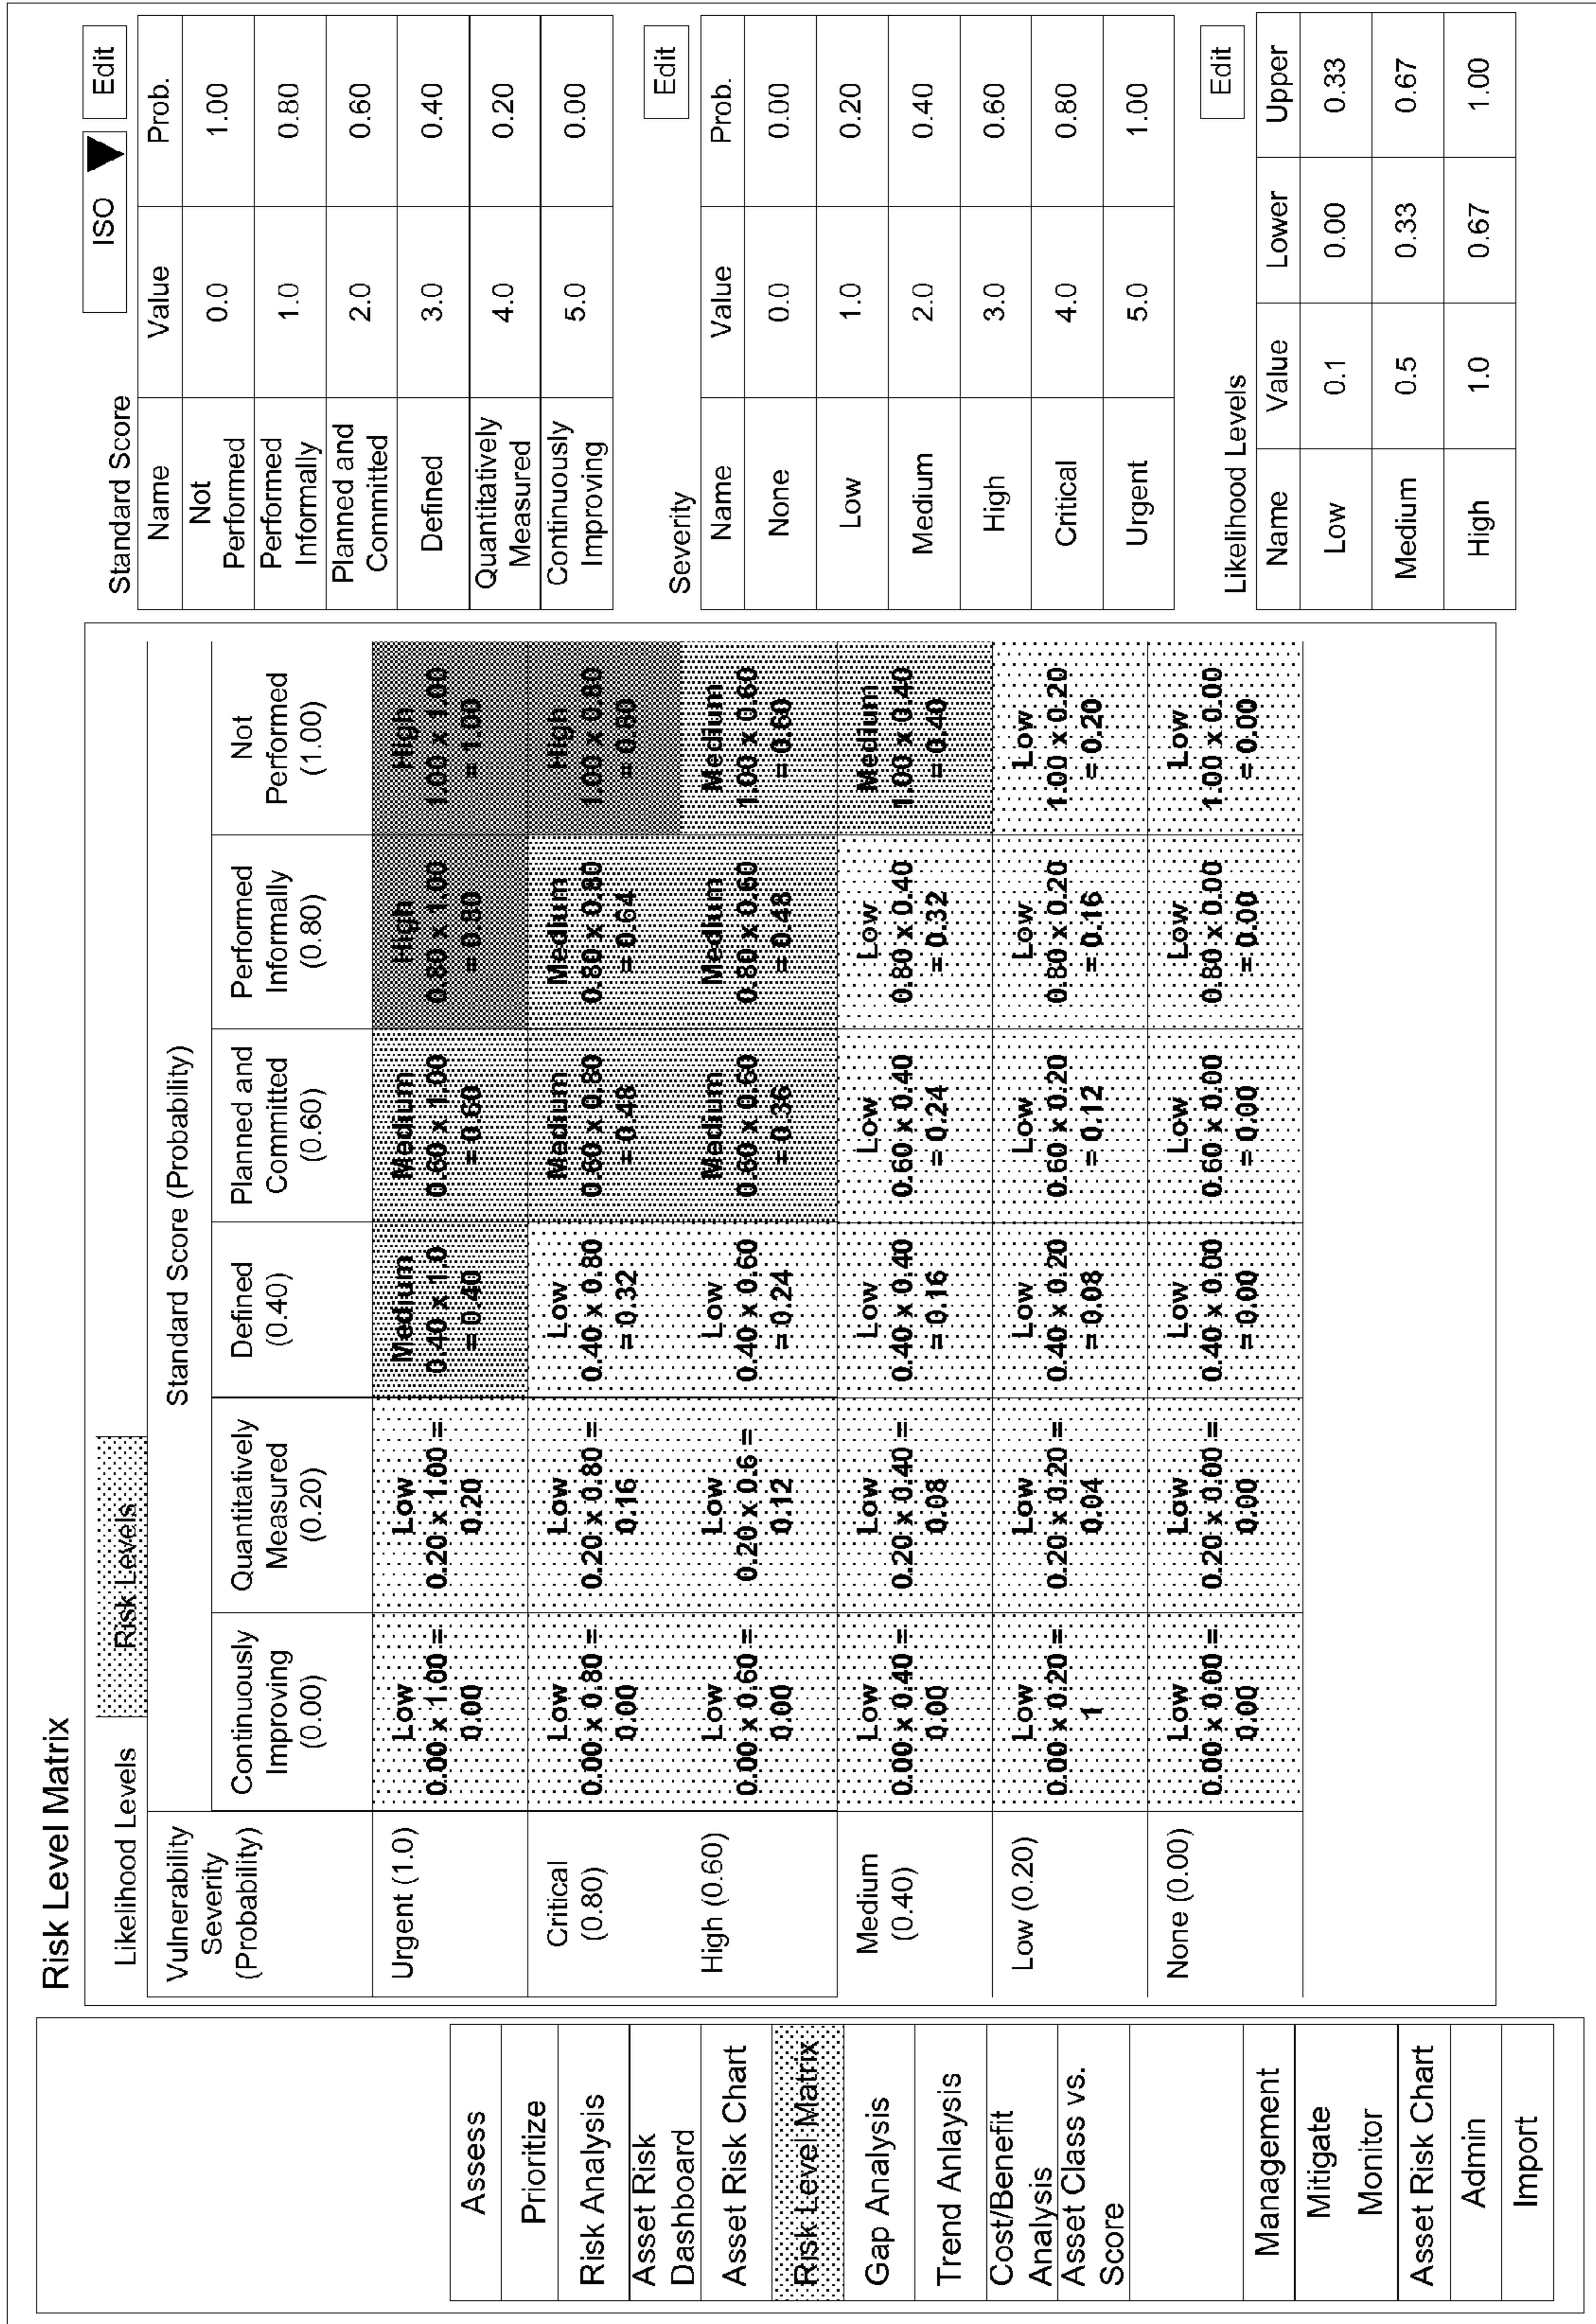 Risk Level Matrix
Assess
Prioritize
Risk Analysis
Asset Risk
Dashboard
Asset Risk Chart
Risk Level Matrix
Gap Analysis
Trend Anlaysis
Cost/Benefit
Analysis
Asset Class vs.
Score
Management
Mitigate
Monitor
Asset Risk Chart
Admin
Import
Likelihood Levels
Risk Levels
Vulnerability
Severity
(Probability)
Standard Score (Probability)
Continuously
Improving
(0.00)
Quantitatively
Measured
(0.20)
Defined
(0.40)
Planned and
Committed
(0.60)
Performed
Informally
(0.80)
Not
Performed
(1.00)
Urgent (1.0)
Low
0.00 x 1.00 =
0.00
Low
0.20 x 1.00 =
0.20
Medium
0.40 x 1.0
= 0.40
Medium
0.60 x 1.00
= 0.60
High
0.80 x 1.00
= 0.80
High
1.00 x 1.00
= 1.00
Critical
(0.80)
Low
0.00 x 0.80 =
0.00
Low
0.20 x 0.80 =
0.16
Low
0.40 x 0.80
= 0.32
Medium
0.60 x 0.80
= 0.48
Medium
0.80 x 0.80
= 0.64
High
1.00 x 0.80
= 0.80
High (0.60)
Low
0.00 x 0.60 =
0.00
Low
0.20 x 0.6 =
0.12
Low
0.40 x 0.60
= 0.24
Medium
0.60 x 0.60
= 0.36
Medium
0.80 x 0.60
= 0.48
Medium
1.00 x 0.60
= 0.60
Medium
(0.40)
Low
0.00 x 0.40 =
0.00
Low
0.20 x 0.40 =
0.08
Low
0.40 x 0.40
= 0.16
Low
0.60 x 0.40
= 0.24
Low
0.80 x 0.40
= 0.32
Medium
1.00 x 0.40
= 0.40
Low (0.20)
Low
0.00 x 0.20 =
1
Low
0.20 x 0.20 =
0.04
Low
0.40 x 0.20
= 0.08
Low
0.60 x 0.20
= 0.12
Low
0.80 x 0.20
= 0.16
Low
1.00 x 0.20
= 0.20
None (0.00)
Low
0.00 x 0.00 =
0.00
Low
0.20 x 0.00 =
0.00
Low
0.40 x 0.00
= 0.00
Low
0.60 x 0.00
= 0.00
Low
0.80 x 0.00
= 0.00
Low
1.00 x 0.00
= 0.00
Standard Score
ISO
Edit
Name Value Prob.
Not
Performed
0.0 1.00
Performed
Informally
1.0 0.80
Planned and
Committed
2.0 0.60
Defined 3.0 0.40
Quantitatively
Measured
4.0 0.20
Continuously
Improving
5.0 0.00
Severity
Edit
Name Value Prob.
None 0.0 0.00
Low 1.0 0.20
Medium 2.0 0.40
High 3.0 0.60
Critical 4.0 0.80
Urgent 5.0 1.00
Likelihood Levels
Edit
Name Value Lower Upper
Low 0.1 0.00 0.33
Medium 0.5 0.33 0.67
High 1.0 0.67 1.00